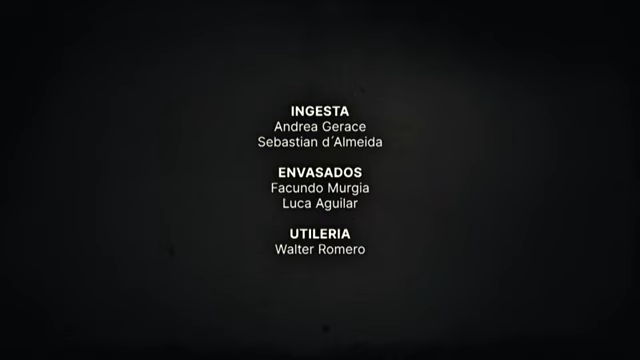 INGESTA
Andrea Gerace
Sebastian d´Almeida
ENVASADOS
Facundo Murgia
Luca Aguilar
UTILERIA
Walter Romero